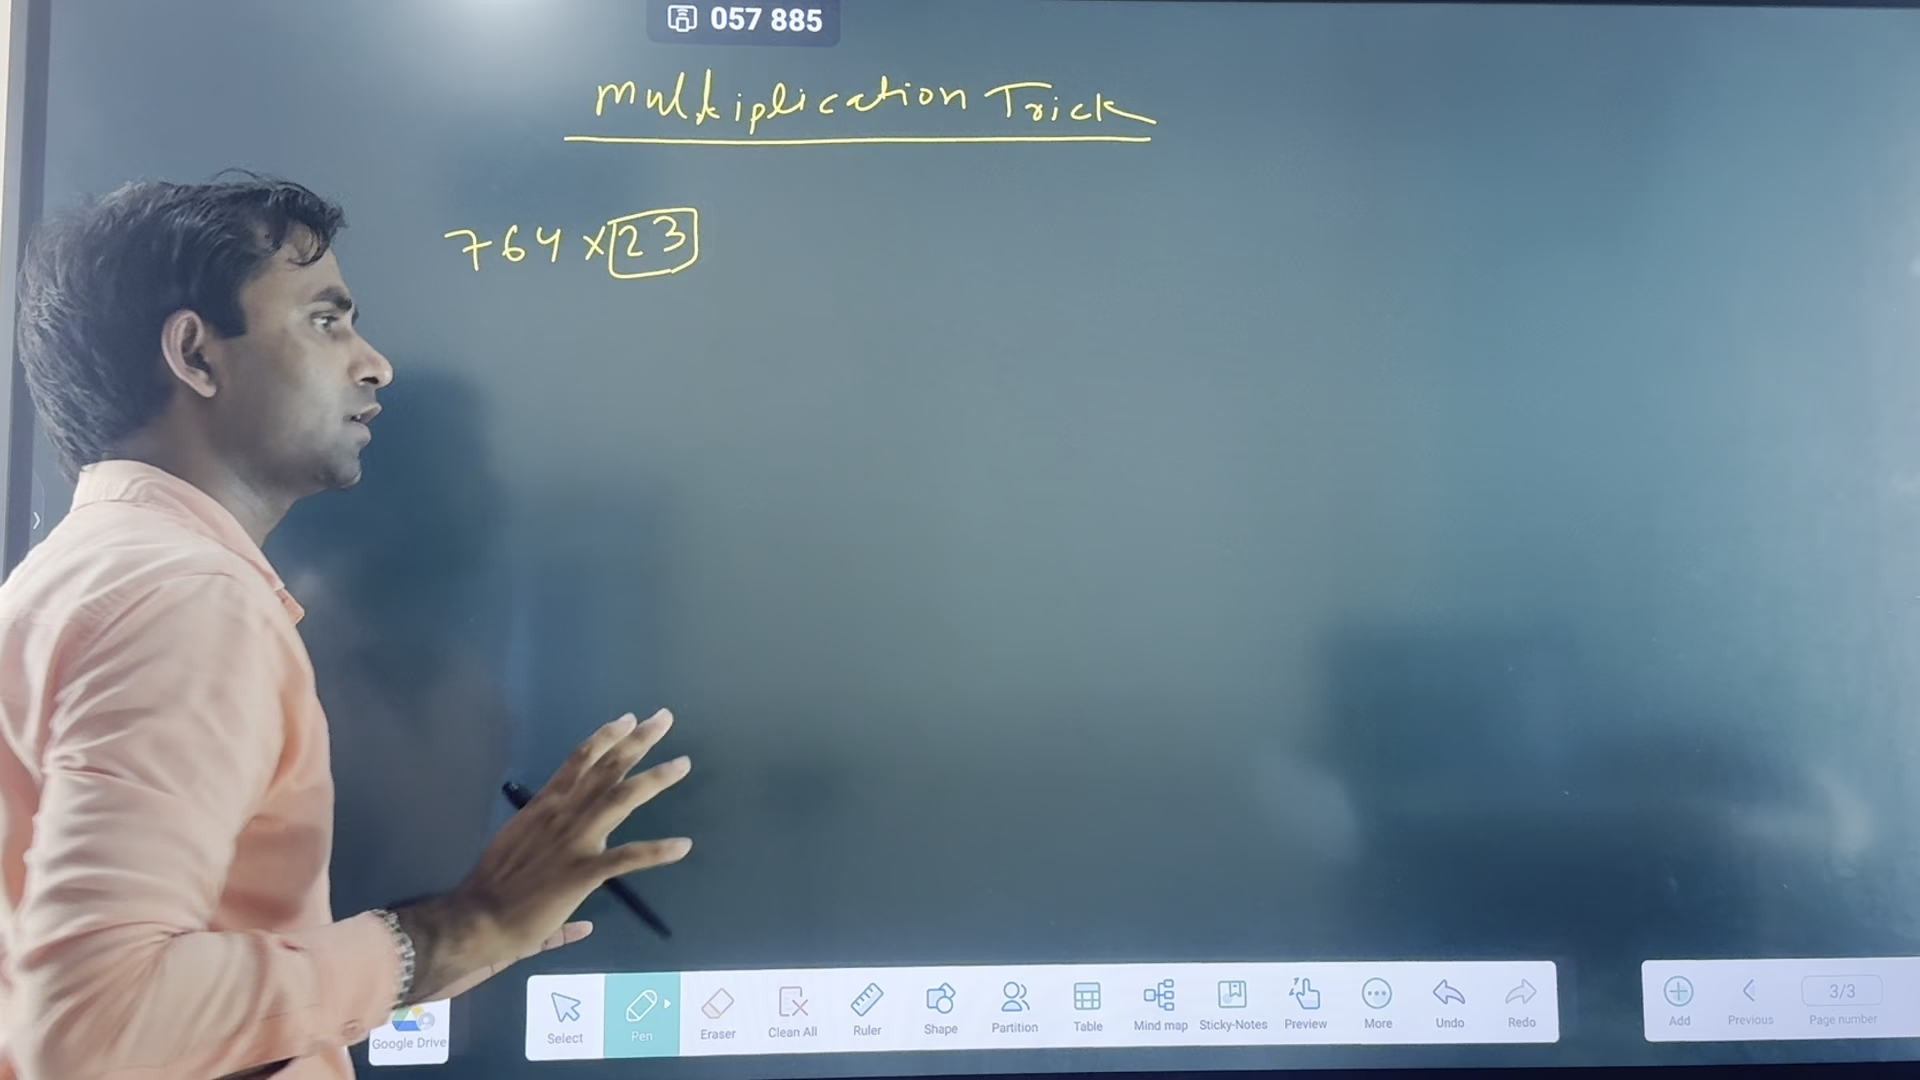 057 885
Multiplication Trick
764 × 23
Google Drive
Select Pen Eraser Clean All Ruler Shape Partition Table Mind map Sticky-Notes Preview More Undo Redo
Add Previous 3/3 Page number